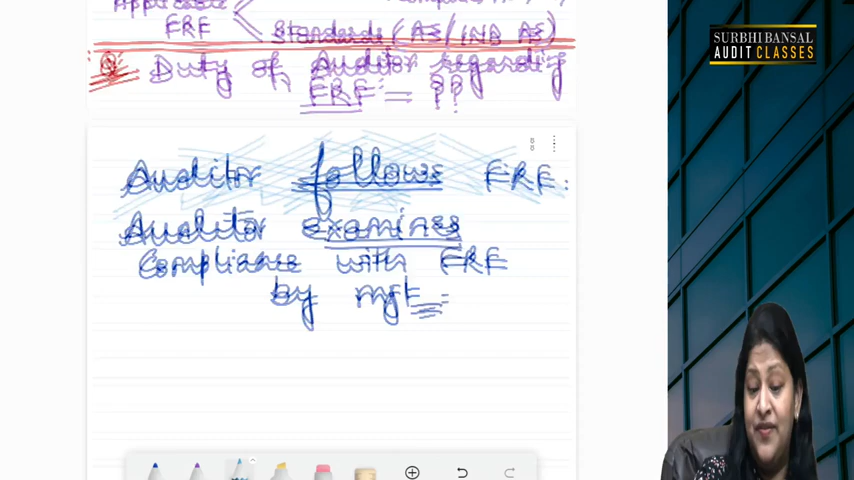 FRF
Standards (AS/IND AS)
SURBHI BANSAL
AUDIT CLASSES
Q Duty of Auditor regarding
FRF = ??
Auditor follows FRF.
Auditor examines
Compliance with FRF
by mgt